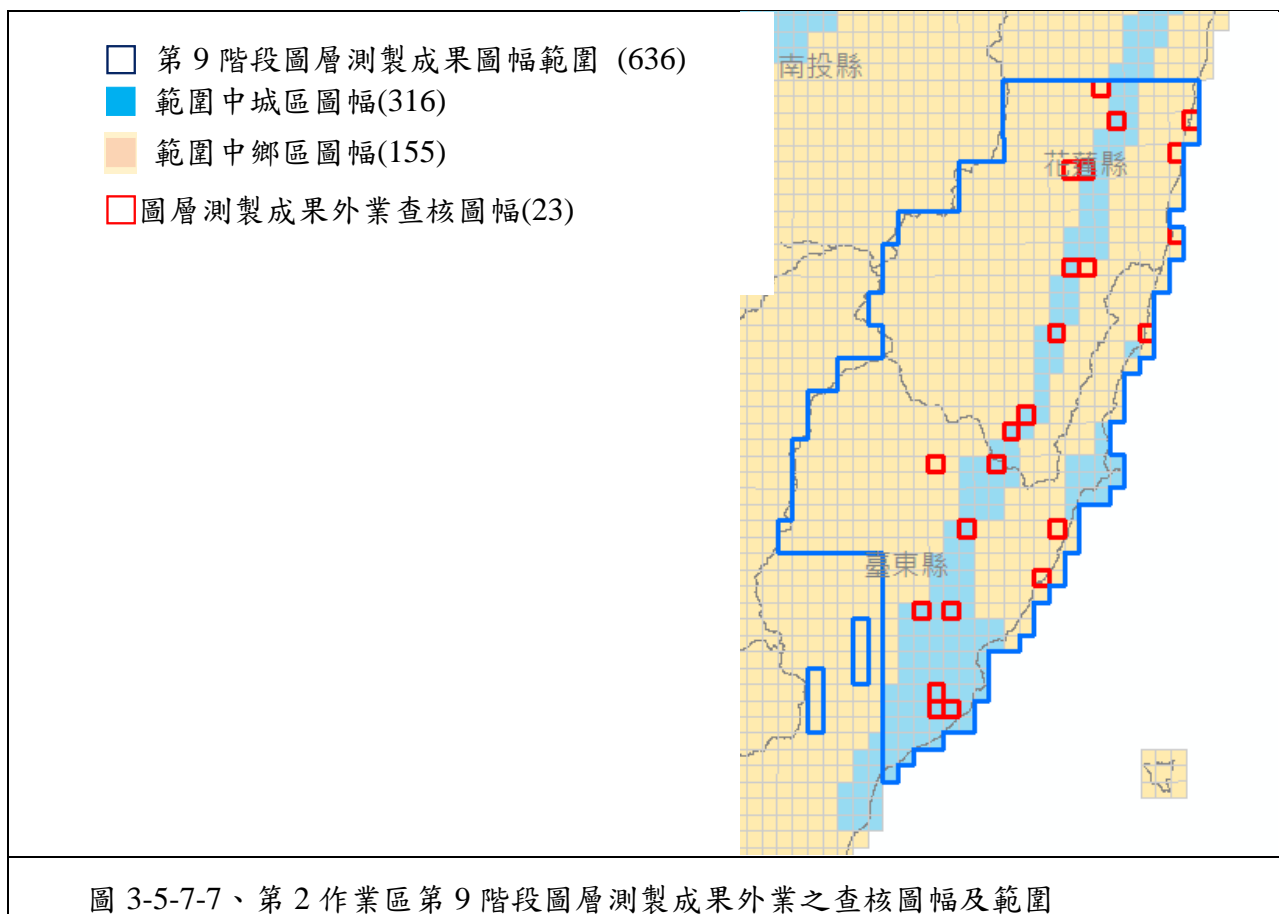 第 9 階段圖層測製成果圖幅範圍 (636)
範圍中城區圖幅(316)
範圍中鄉區圖幅(155)
圖層測製成果外業查核圖幅(23)
南投縣
花蓮縣
臺東縣
圖 3-5-7-7、第 2 作業區第 9 階段圖層測製成果外業之查核圖幅及範圍